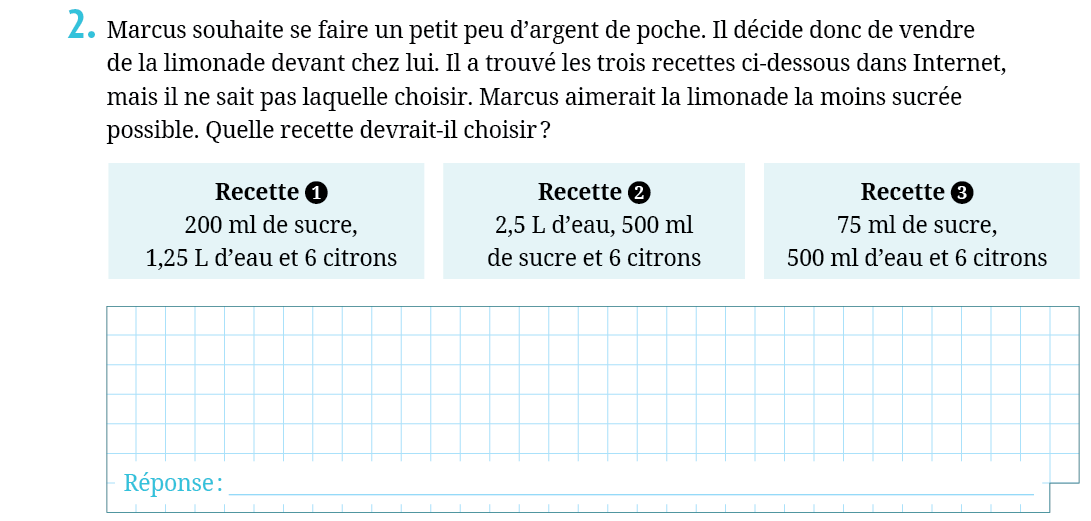 2. Marcus souhaite se faire un petit peu d’argent de poche. Il décide donc de vendre
de la limonade devant chez lui. Il a trouvé les trois recettes ci-dessous dans Internet,
mais il ne sait pas laquelle choisir. Marcus aimerait la limonade la moins sucrée
possible. Quelle recette devrait-il choisir ?
Recette 1
200 ml de sucre,
1,25 L d’eau et 6 citrons
Recette 2
2,5 L d’eau, 500 ml
de sucre et 6 citrons
Recette 3
75 ml de sucre,
500 ml d’eau et 6 citrons
Réponse :